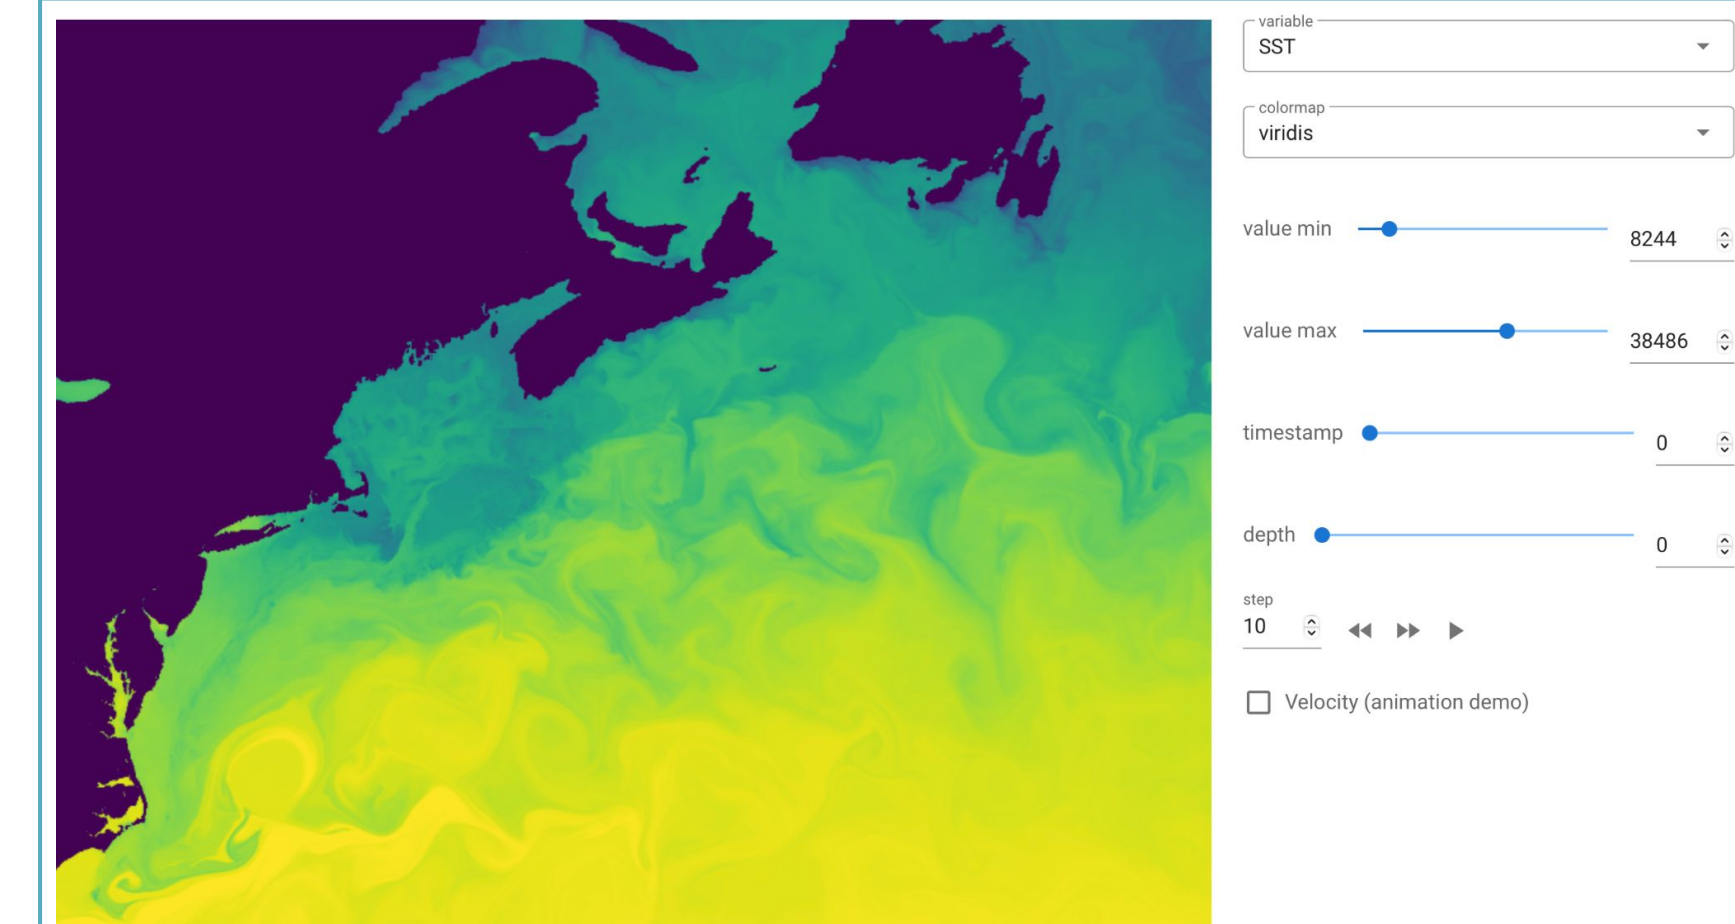 variable
SST
colormap
viridis
value min
8244
value max
38486
timestamp
0
depth
0
step
10
Velocity (animation demo)